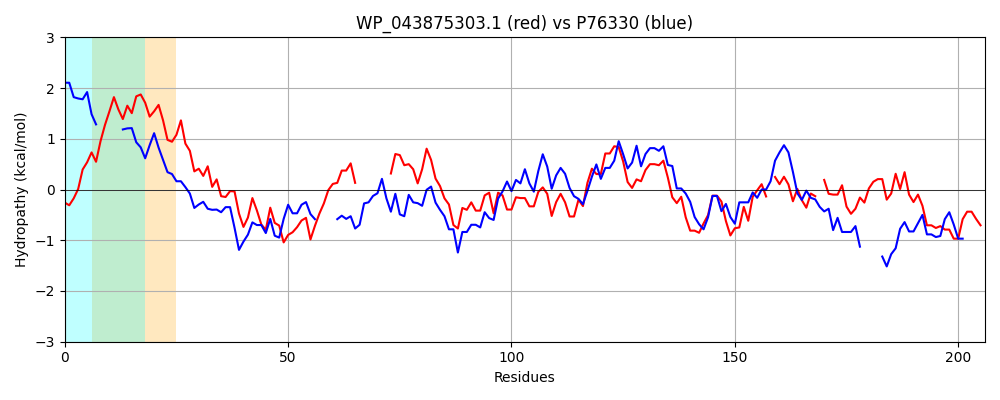 WP_043875303.1 (red) vs P76330 (blue)
Hydropathy (kcal/mol)
3
2
1
0
−1
−2
−3
0 50 100 150 200
Residues